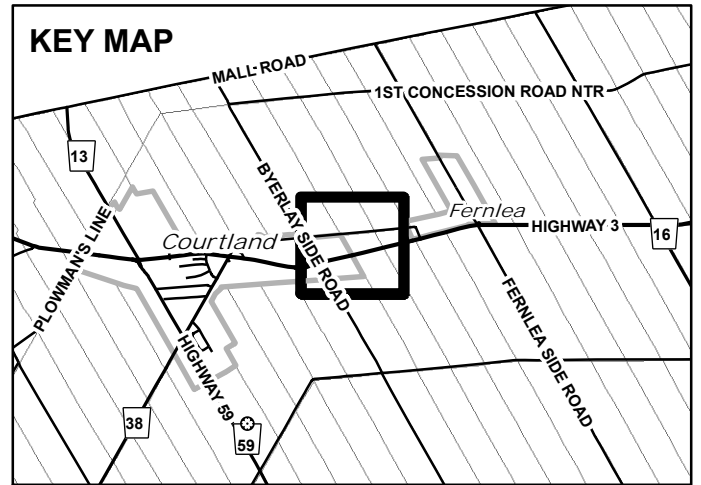 KEY MAP
MALL ROAD
1ST CONCESSION ROAD NTR
13
BYERLAY SIDE ROAD
Fernlea
PLOWMAN'S LINE
Courtland
HIGHWAY 3
16
FERNLEA SIDE ROAD
HIGHWAY 59
38
59